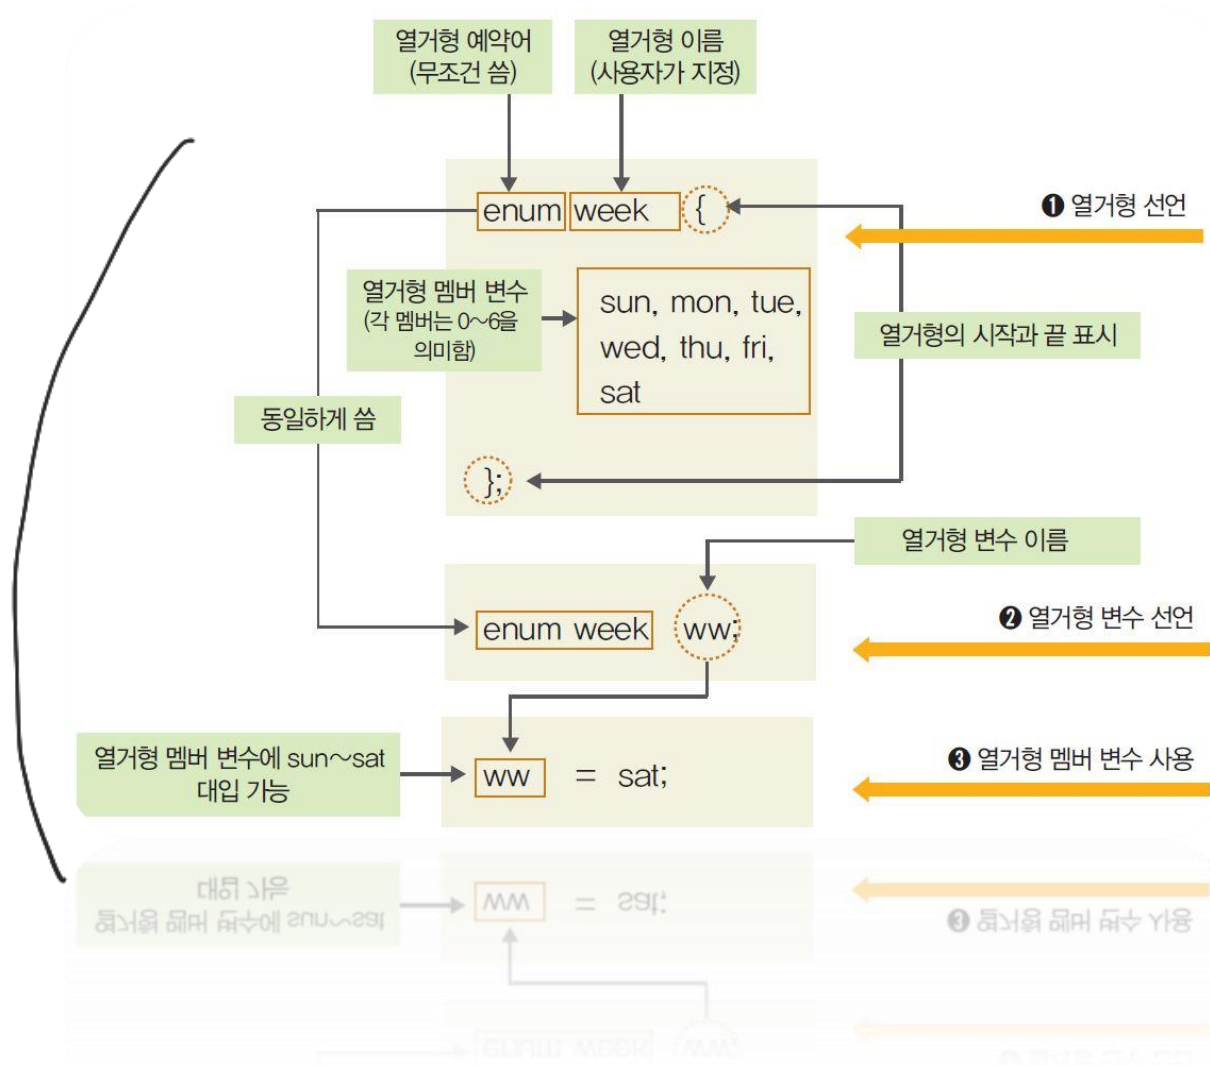 열거형 예약어
(무조건 씀)
열거형 이름
(사용자가 지정)
enum week {
❶ 열거형 선언
열거형 멤버 변수
(각 멤버는 0~6을
의미함)
sun, mon, tue,
wed, thu, fri,
sat
열거형의 시작과 끝 표시
동일하게 씀
};
열거형 변수 이름
enum week ww;
❷ 열거형 변수 선언
열거형 멤버 변수에 sun~sat
대입 가능
ww = sat;
❸ 열거형 멤버 변수 사용